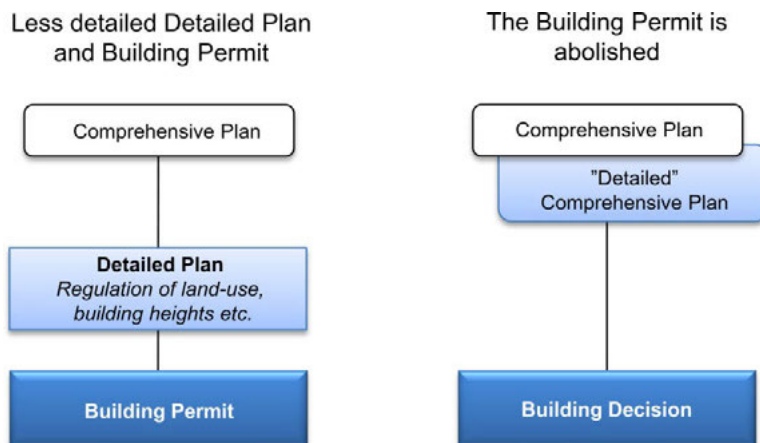 Less detailed Detailed Plan
and Building Permit
Comprehensive Plan
Detailed Plan
Regulation of land-use,
building heights etc.
Building Permit
The Building Permit is
abolished
Comprehensive Plan
"Detailed"
Comprehensive Plan
Building Decision